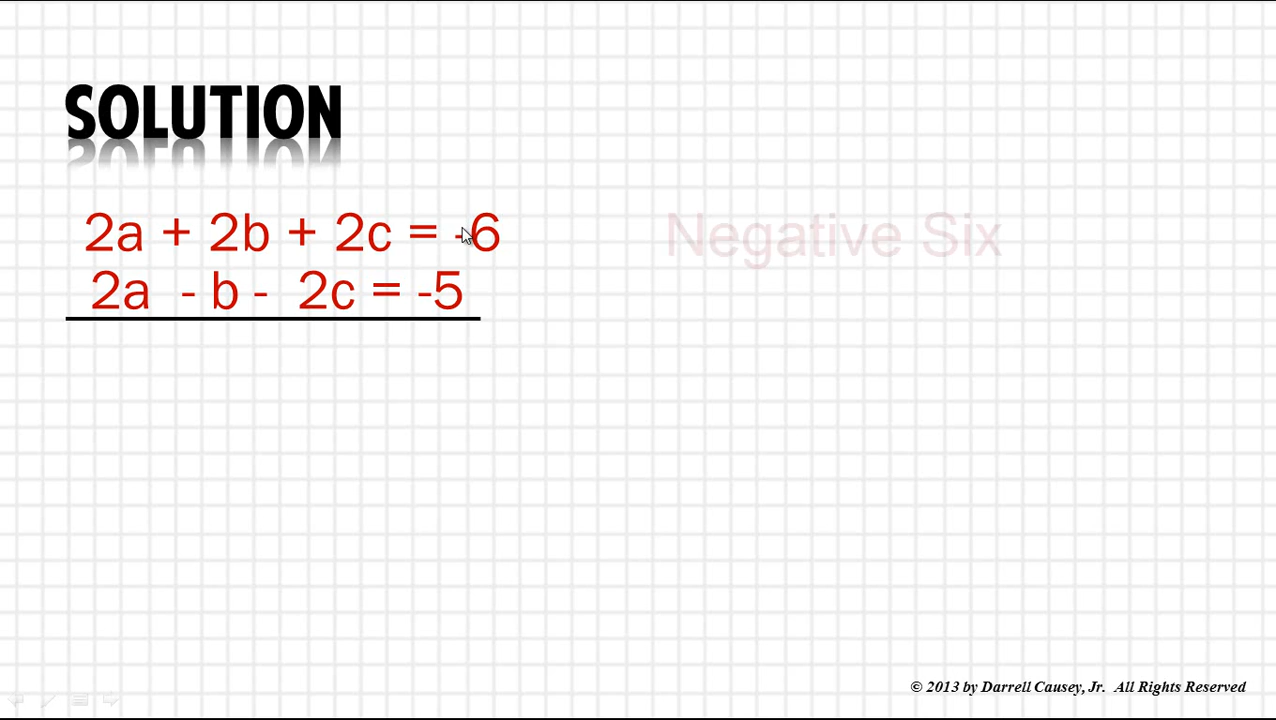 SOLUTION
2a + 2b + 2c = -6
Negative Six
2a - b - 2c = -5
© 2013 by Darrell Causey, Jr. All Rights Reserved